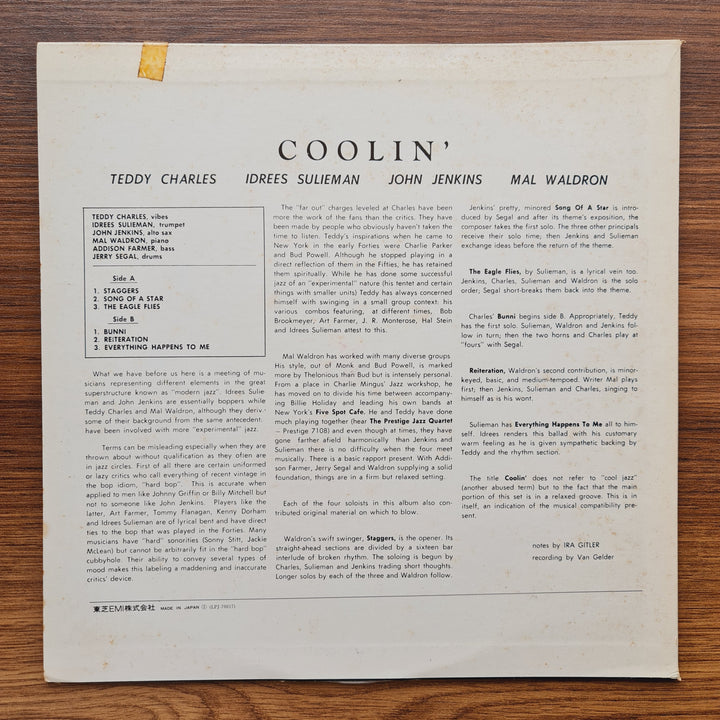 COOLIN'
TEDDY CHARLES IDREES SULIEMAN JOHN JENKINS MAL WALDRON
TEDDY CHARLES, vibes
IDREES SULIEMAN, trumpet
JOHN JENKINS, alto sax
MAL WALDRON, piano
ADDISON FARMER, bass
JERRY SEGAL, drums
Side A
1. STAGGERS
2. SONG OF A STAR
3. THE EAGLE FLIES
Side B
1. BUNNI
2. REITERATION
3. EVERYTHING HAPPENS TO ME
What we have before us here is a meeting of mu-
sicians representing different elements in the great
superstructure known as "modern jazz". Idrees Sulie
man and John Jenkins are essentially boppers while
Teddy Charles and Mal Waldron, although they deriv-
some of their background from the same antecedent.
have been involved with more "experimental" jazz.
Terms can be misleading especially when they are
thrown about without qualification as they often are
in jazz circles. First of all there are certain uniformed
or lazy critics who call everything of recent vintage in
the bop idiom, "hard bop". This is accurate when
applied to men like Johnny Griffin or Billy Mitchell but
not to someone like John Jenkins. Players like the
latter, Art Farmer, Tommy Flanagan, Kenny Dorham
and Idrees Sulieman are of lyrical bent and have direct
ties to the bop that was played in the Forties. Many
musicians have "hard" sonorities (Sonny Stitt, Jackie
McLean) but cannot be arbitrarily fit in the "hard bop"
cubbyhole. Their ability to convey several types of
mood makes this labeling a maddening and inaccurate
critics' device.
The "far out" charges leveled at Charles have been
more the work of the fans than the critics. They have
been made by people who obviously haven't taken the
time to listen. Teddy's inspirations when he came to
New York in the early Forties were Charlie Parker
and Bud Powell. Although he stopped playing in a
direct reflection of them in the Fifties, he has retained
them spiritually. While he has done some successful
jazz of an "experimental" nature (his tentet and certain
things with smaller units) Teddy has always concerned
himself with swinging in a small group context: his
various combos featuring, at different times, Bob
Brookmeyer, Art Farmer, J. R. Monterose, Hal Stein
and Idrees Sulieman attest to this.
Mal Waldron has worked with many diverse groups
His style, out of Monk and Bud Powell, is marked
more by Thelonious than Bud but is intensely personal.
From a place in Charlie Mingus' Jazz workshop, he
has moved on to divide his time between accompany-
ing Billie Holiday and leading his own bands at
New York's Five Spot Cafe. He and Teddy have done
much playing together (hear The Prestige Jazz Quartet
– Prestige 7108) and even though at times, they have
gone farther afield harmonically than Jenkins and
Sulieman there is no difficulty when the four meet
musically. There is a basic rapport present. With Addi-
son Farmer, Jerry Segal and Waldron supplying a solid
foundation, things are in a firm but relaxed setting.
Each of the four soloists in this album also con-
tributed original material on which to blow.
Waldron's swift swinger, Staggers, is the opener. Its
straight-ahead sections are divided by a sixteen bar
interlude of broken rhythm. The soloing is begun by
Charles, Sulieman and Jenkins trading short thoughts.
Longer solos by each of the three and Waldron follow.
Jenkins' pretty, minored Song Of A Star is intro-
duced by Segal and after its theme's exposition, the
composer takes the first solo. The three other principals
receive their solo time; then Jenkins and Sulieman
exchange ideas before the return of the theme.
The Eagle Flies, by Sulieman, is a lyrical vein too.
Jenkins, Charles, Sulieman and Waldron is the solo
order; Segal short-breaks them back into the theme.
Charles' Bunni begins side B. Appropriately, Teddy
has the first solo. Sulieman, Waldron and Jenkins fol-
low in turn; then the two horns and Charles play at
"fours" with Segal.
Reiteration, Waldron's second contribution, is minor-
keyed, basic, and medium-tempoed. Writer Mal plays
first; then Jenkins, Sulieman and Charles, singing to
himself as is his wont.
Sulieman has Everything Happens To Me all to him-
self. Idrees renders this ballad with his customary
warm feeling as he is given sympathetic backing by
Teddy and the rhythm section.
The title Coolin' does not refer to "cool jazz"
(another abused term) but to the fact that the main
portion of this set is in a relaxed groove. This is in
itself, an indication of the musical compatibility pre-
sent.
notes by IRA GITLER
recording by Van Gelder
東芝EMI株式会社 MADE IN JAPAN